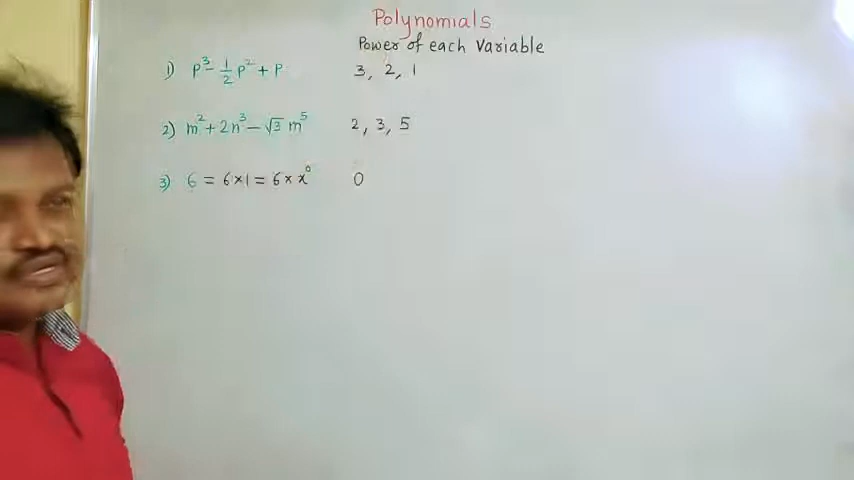 Polynomials
Power of each Variable
1) p³ - 1/2 p² + p 3, 2, 1
2) m² + 2n³ - √3 m⁵ 2, 3, 5
3) 6 = 6×1 = 6× x⁰ 0